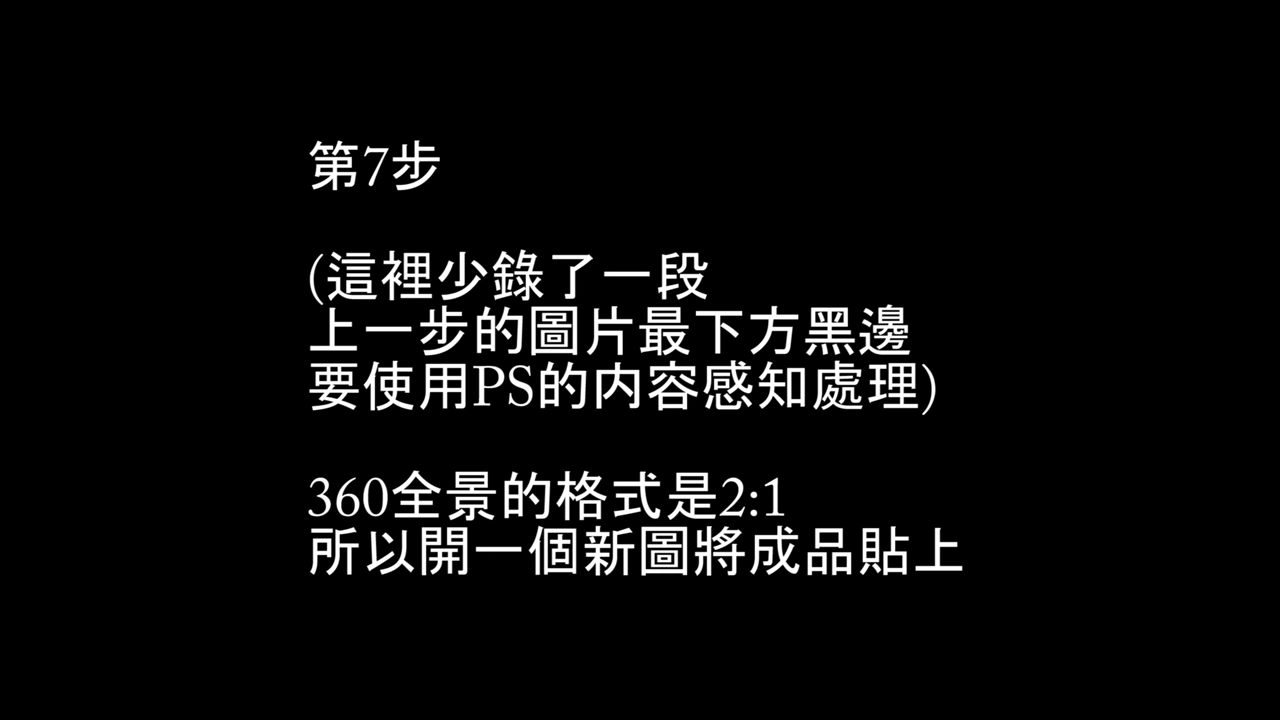 第7步
(這裡少錄了一段
上一步的圖片最下方黑邊
要使用PS的內容感知處理)
360全景的格式是2:1
所以開一個新圖將成品貼上